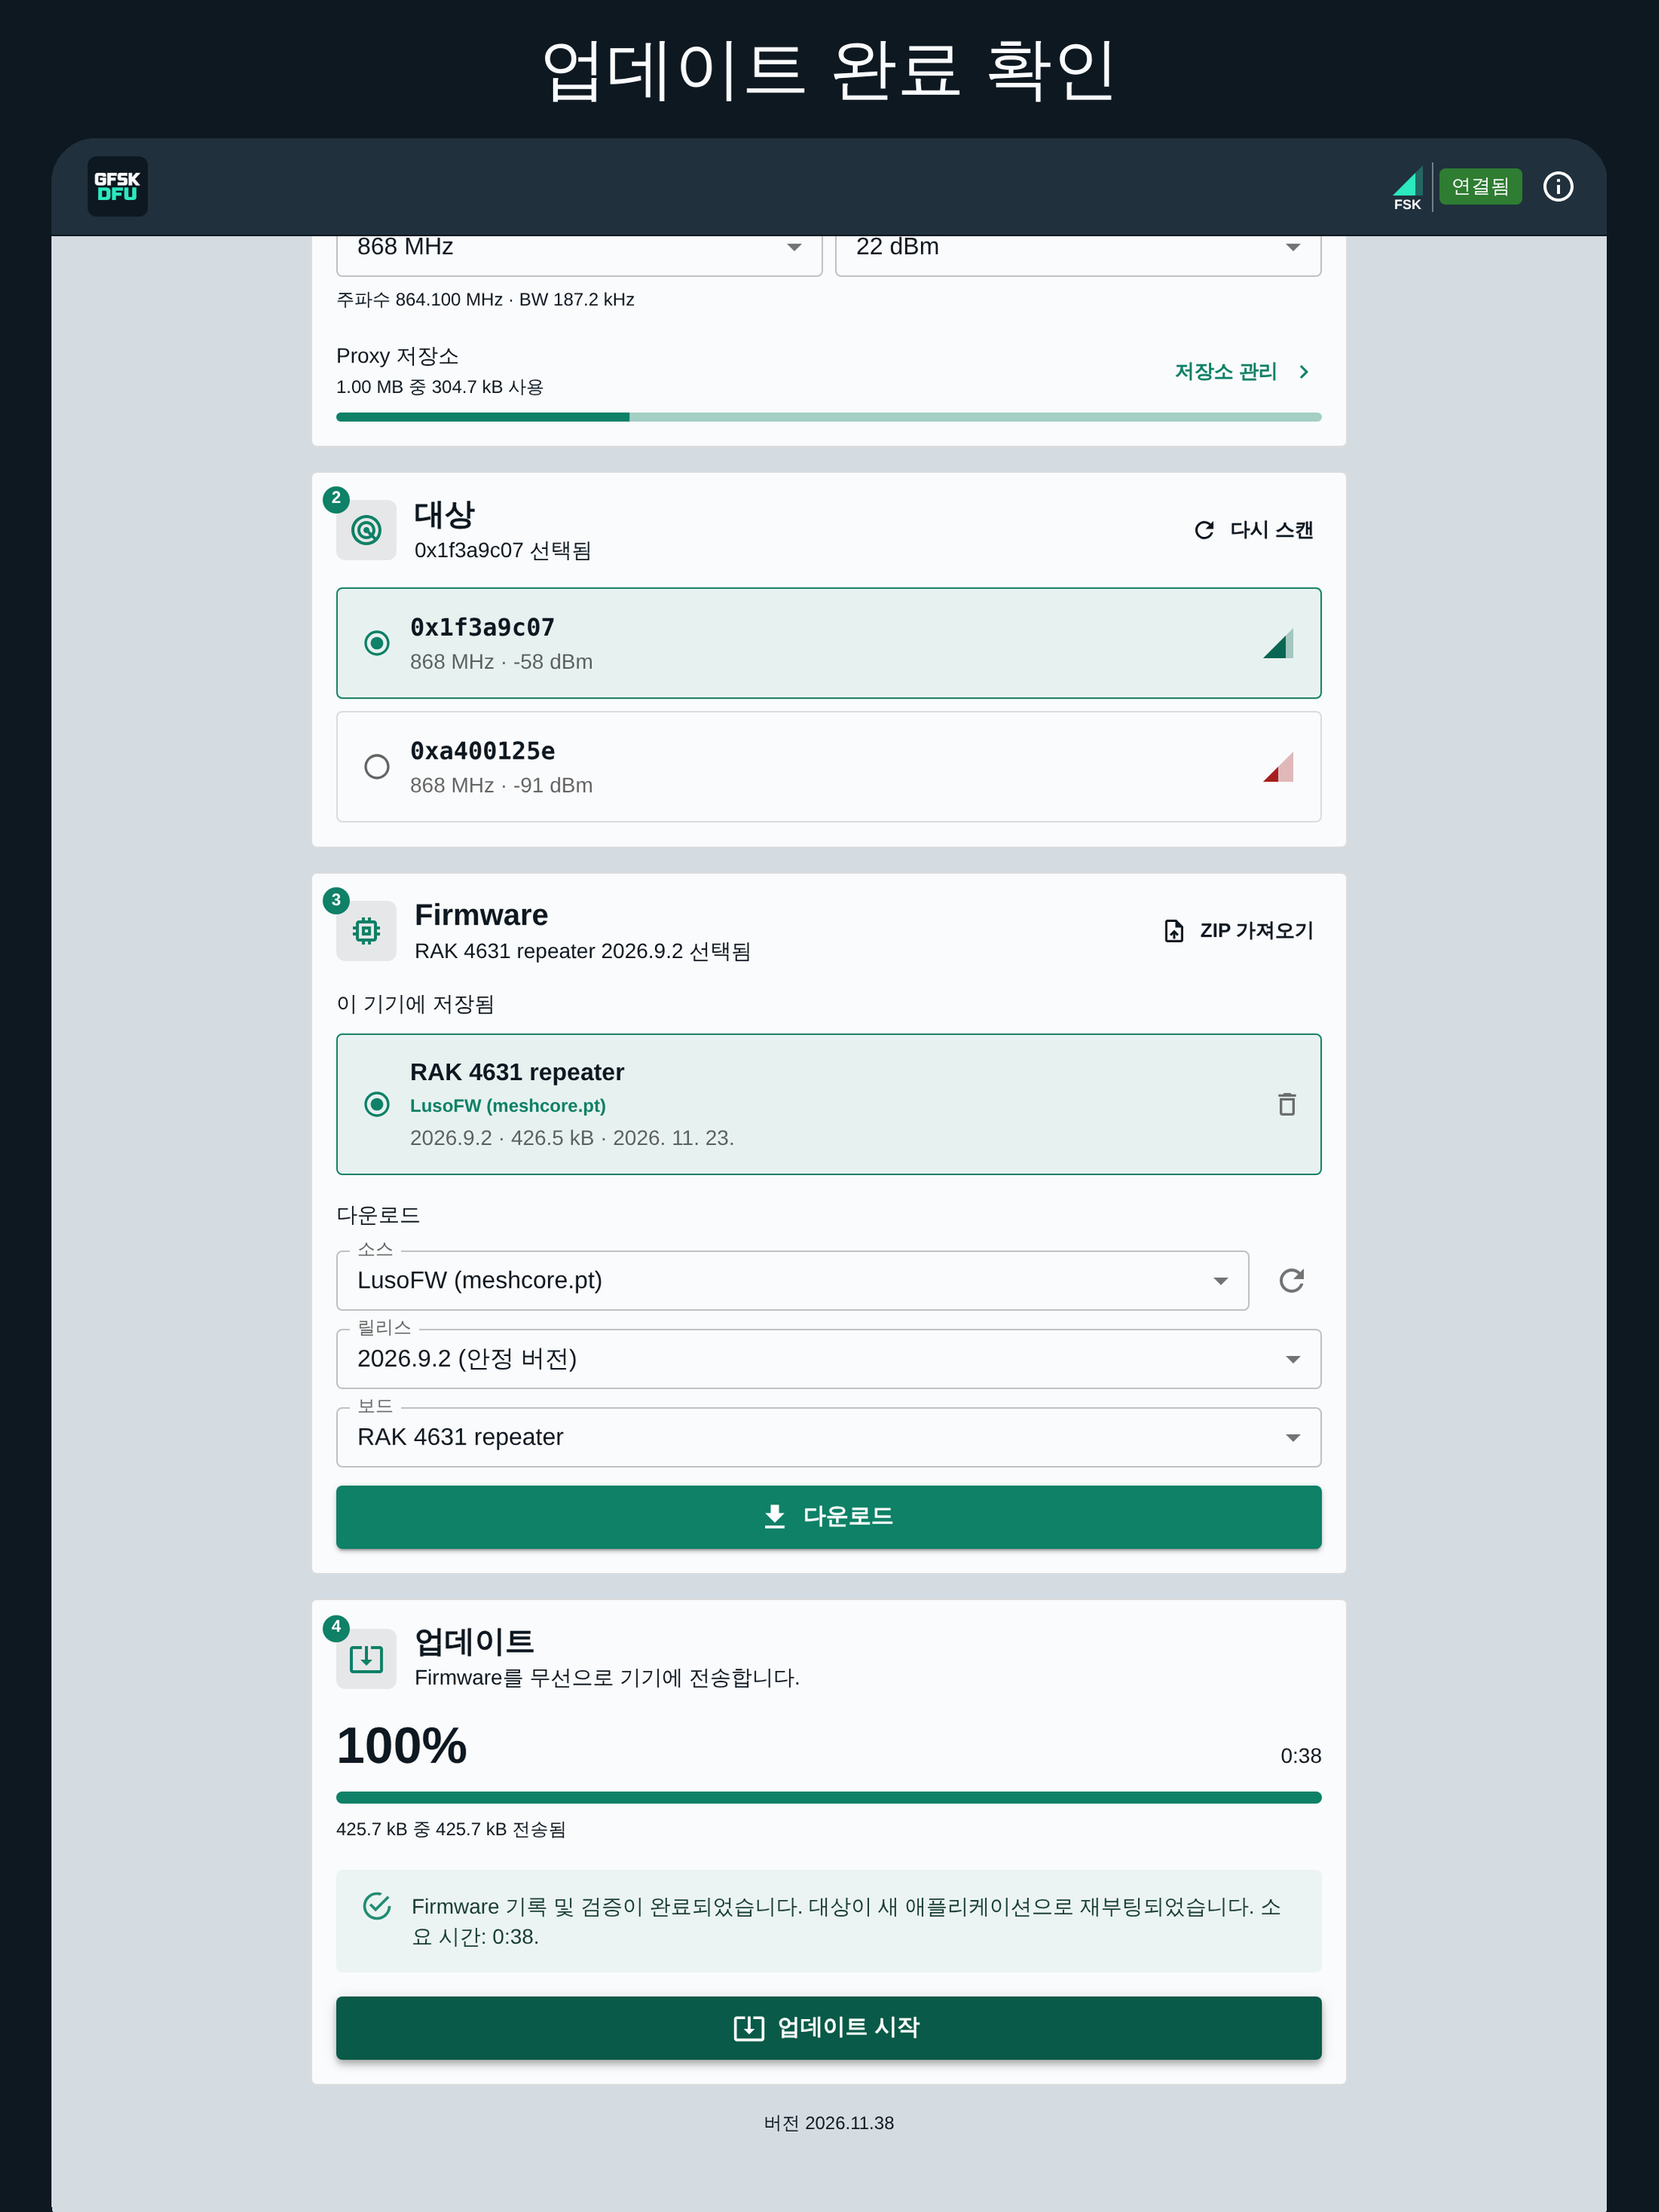 업데이트 완료 확인
GFSK
DFU
FSK
연결됨
868 MHz
22 dBm
주파수 864.100 MHz · BW 187.2 kHz
Proxy 저장소
1.00 MB 중 304.7 kB 사용
저장소 관리
2
대상
0x1f3a9c07 선택됨
다시 스캔
0x1f3a9c07
868 MHz · -58 dBm
0xa400125e
868 MHz · -91 dBm
3
Firmware
RAK 4631 repeater 2026.9.2 선택됨
ZIP 가져오기
이 기기에 저장됨
RAK 4631 repeater
LusoFW (meshcore.pt)
2026.9.2 · 426.5 kB · 2026. 11. 23.
다운로드
소스
LusoFW (meshcore.pt)
릴리스
2026.9.2 (안정 버전)
보드
RAK 4631 repeater
다운로드
4
업데이트
Firmware를 무선으로 기기에 전송합니다.
100%
0:38
425.7 kB 중 425.7 kB 전송됨
Firmware 기록 및 검증이 완료되었습니다. 대상이 새 애플리케이션으로 재부팅되었습니다. 소
요 시간: 0:38.
업데이트 시작
버전 2026.11.38